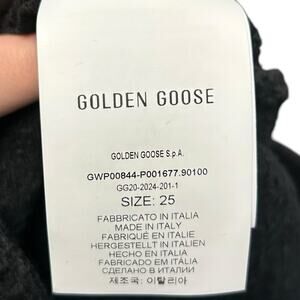 GOLDEN GOOSE
GOLDEN GOOSE S.p.A.
GWP00844-P001677.90100
GG20-2024-201-1
SIZE: 25
FABBRICATO IN ITALIA
MADE IN ITALY
FABRIQUÉ EN ITALIE
HERGESTELLT IN ITALIEN
HECHO EN ITALIA
FABRICADO EM ITÁLIA
СДЕЛАНО В ИТАЛИИ
제조국: 이탈리아